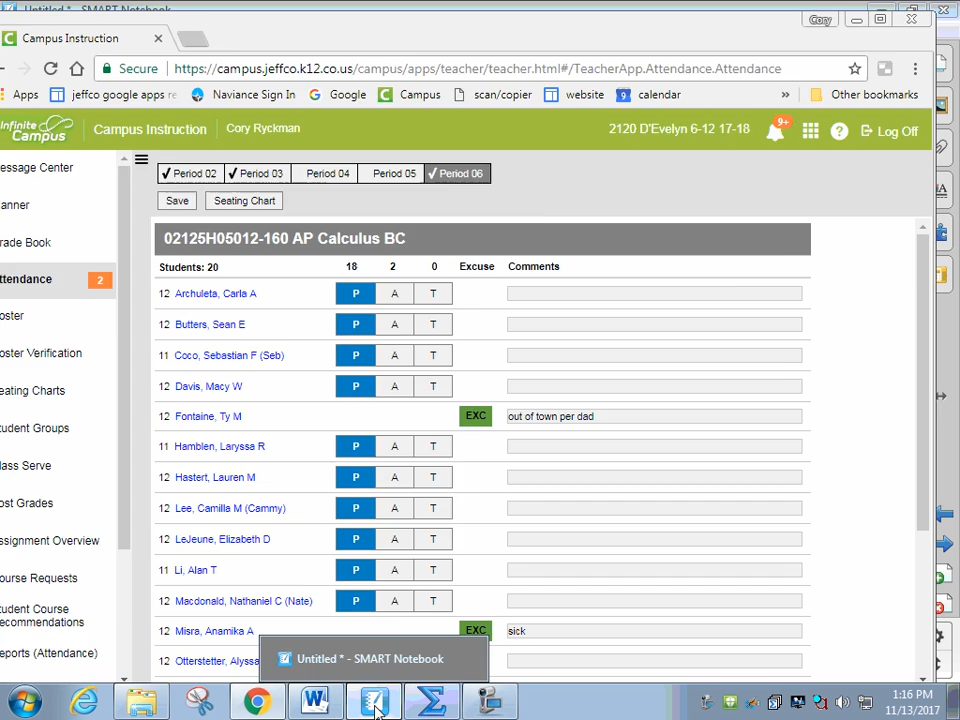 Untitled * - SMART Notebook
Cory
Campus Instruction
Secure https://campus.jeffco.k12.co.us/campus/apps/teacher/teacher.html#/TeacherApp.Attendance.Attendance
Apps jeffco google apps re Naviance Sign In Google Campus scan/copier website 9 calendar » Other bookmarks
Infinite Campus Campus Instruction Cory Ryckman 2120 D'Evelyn 6-12 17-18 9+ Log Off
essage Center
anner
rade Book
ttendance 2
oster
oster Verification
eating Charts
tudent Groups
lass Serve
ost Grades
ssignment Overview
ourse Requests
tudent Course
ecommendations
eports (Attendance)
Period 02 Period 03 Period 04 Period 05 Period 06
Save Seating Chart
02125H05012-160 AP Calculus BC
Students: 20 18 2 0 Excuse Comments
12 Archuleta, Carla A P A T
12 Butters, Sean E P A T
11 Coco, Sebastian F (Seb) P A T
12 Davis, Macy W P A T
12 Fontaine, Ty M EXC out of town per dad
11 Hamblen, Laryssa R P A T
12 Hastert, Lauren M P A T
12 Lee, Camilla M (Cammy) P A T
12 LeJeune, Elizabeth D P A T
11 Li, Alan T P A T
12 Macdonald, Nathaniel C (Nate) P A T
12 Misra, Anamika A EXC sick
12 Otterstetter, Alyssa
Untitled * - SMART Notebook
1:16 PM
11/13/2017